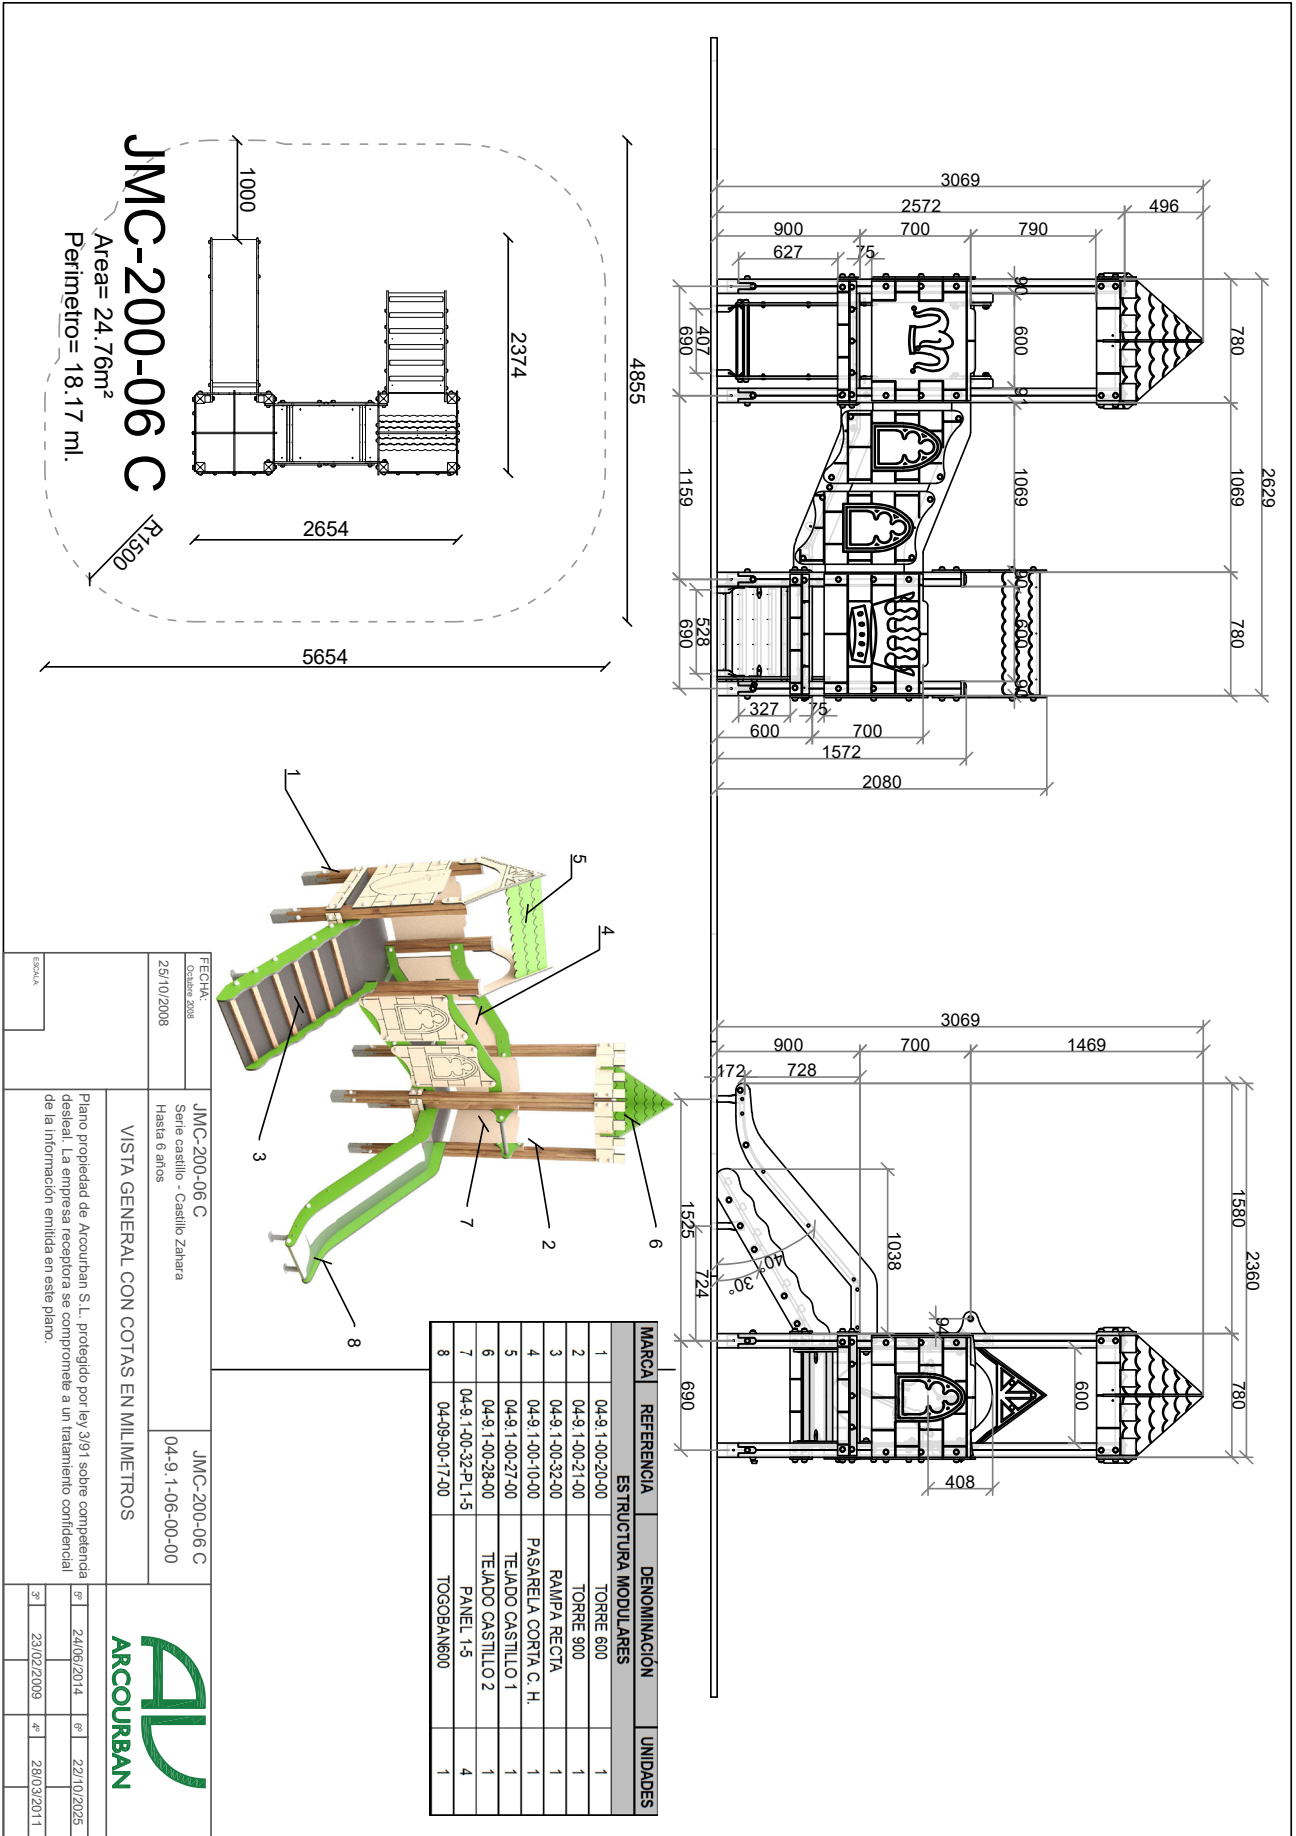 3069
2572
496
900
700
790
627
75
90
600
91
780
407
690
1159
1069
1069
2629
90
600
90
780
528
690
327
75
600
700
1572
2080
3069
900
700
1469
172
728
1580
2360
1038
40°
30°
1525
724
94
600
780
690
408
4855
2374
1000
2654
R1500
5654
JMC-200-06 C
Area= 24.76m²
Perimetro= 18.17 ml.
1
2
3
4
5
6
7
8
MARCA REFERENCIA DENOMINACIÓN UNIDADES
ESTRUCTURA MODULARES
1 04-9.1-00-20-00 TORRE 600 1
2 04-9.1-00-21-00 TORRE 900 1
3 04-9.1-00-32-00 RAMPA RECTA 1
4 04-9.1-00-10-00 PASARELA CORTA C. H. 1
5 04-9.1-00-27-00 TEJADO CASTILLO 1 1
6 04-9.1-00-28-00 TEJADO CASTILLO 2 1
7 04-9.1-00-32-PL1-5 PANEL 1-5 4
8 04-09-00-17-00 TOGOBAN600 1
FECHA:
Octubre 2008
25/10/2008
ESCALA:
JMC-200-06 C
Serie castillo - Castillo Zahara
Hasta 6 años
JMC-200-06 C
04-9.1-06-00-00
VISTA GENERAL CON COTAS EN MILIMETROS
Plano propiedad de Arcourban S.L. protegido por ley 3/91 sobre competencia
desleal. La empresa receptora se compromete a un tratamiento confidencial
de la información emitida en este plano.
ARCOURBAN
5º 24/06/2014 6º 22/10/2025
3º 23/02/2009 4º 28/03/2011